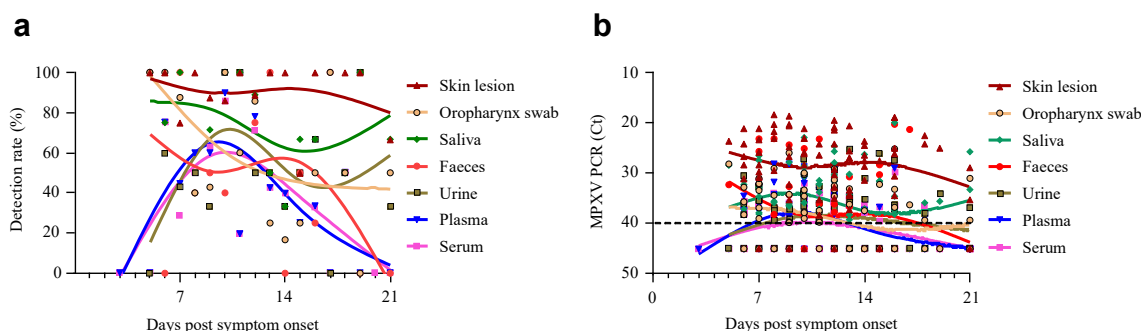 a
Detection rate (%)
100
80
60
40
20
0
7
14
21
Days post symptom onset
Skin lesion
Oropharynx swab
Saliva
Faeces
Urine
Plasma
Serum
b
MPXV PCR (Ct)
10
20
30
40
50
0
7
14
21
Days post symptom onset
Skin lesion
Oropharynx swab
Saliva
Faeces
Urine
Plasma
Serum